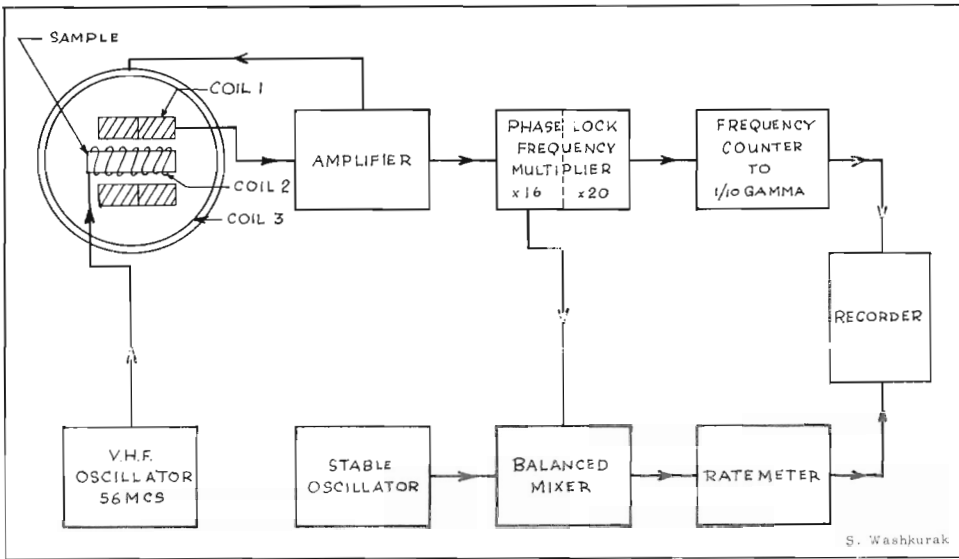 SAMPLE
COIL 1
COIL 2
COIL 3
AMPLIFIER
PHASE LOCK
FREQUENCY
MULTIPLIER
x16 x20
FREQUENCY
COUNTER
TO
1/10 GAMMA
RECORDER
V.H.F.
OSCILLATOR
56 MCS
STABLE
OSCILLATOR
BALANCED
MIXER
RATEMETER
S. Washkurak